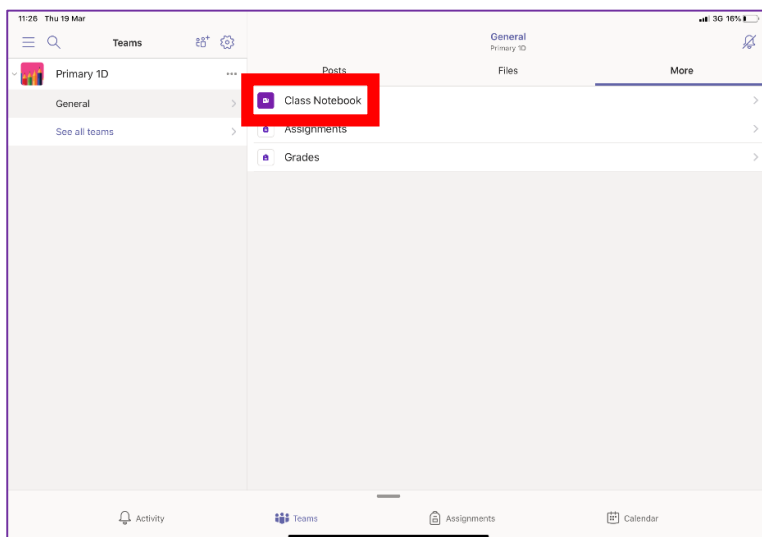 11:26 Thu 19 Mar
3G 16%
Teams
General
Primary 1D
Primary 1D
Posts
Files
More
General
Class Notebook
See all teams
Assignments
Grades
Activity
Teams
Assignments
Calendar